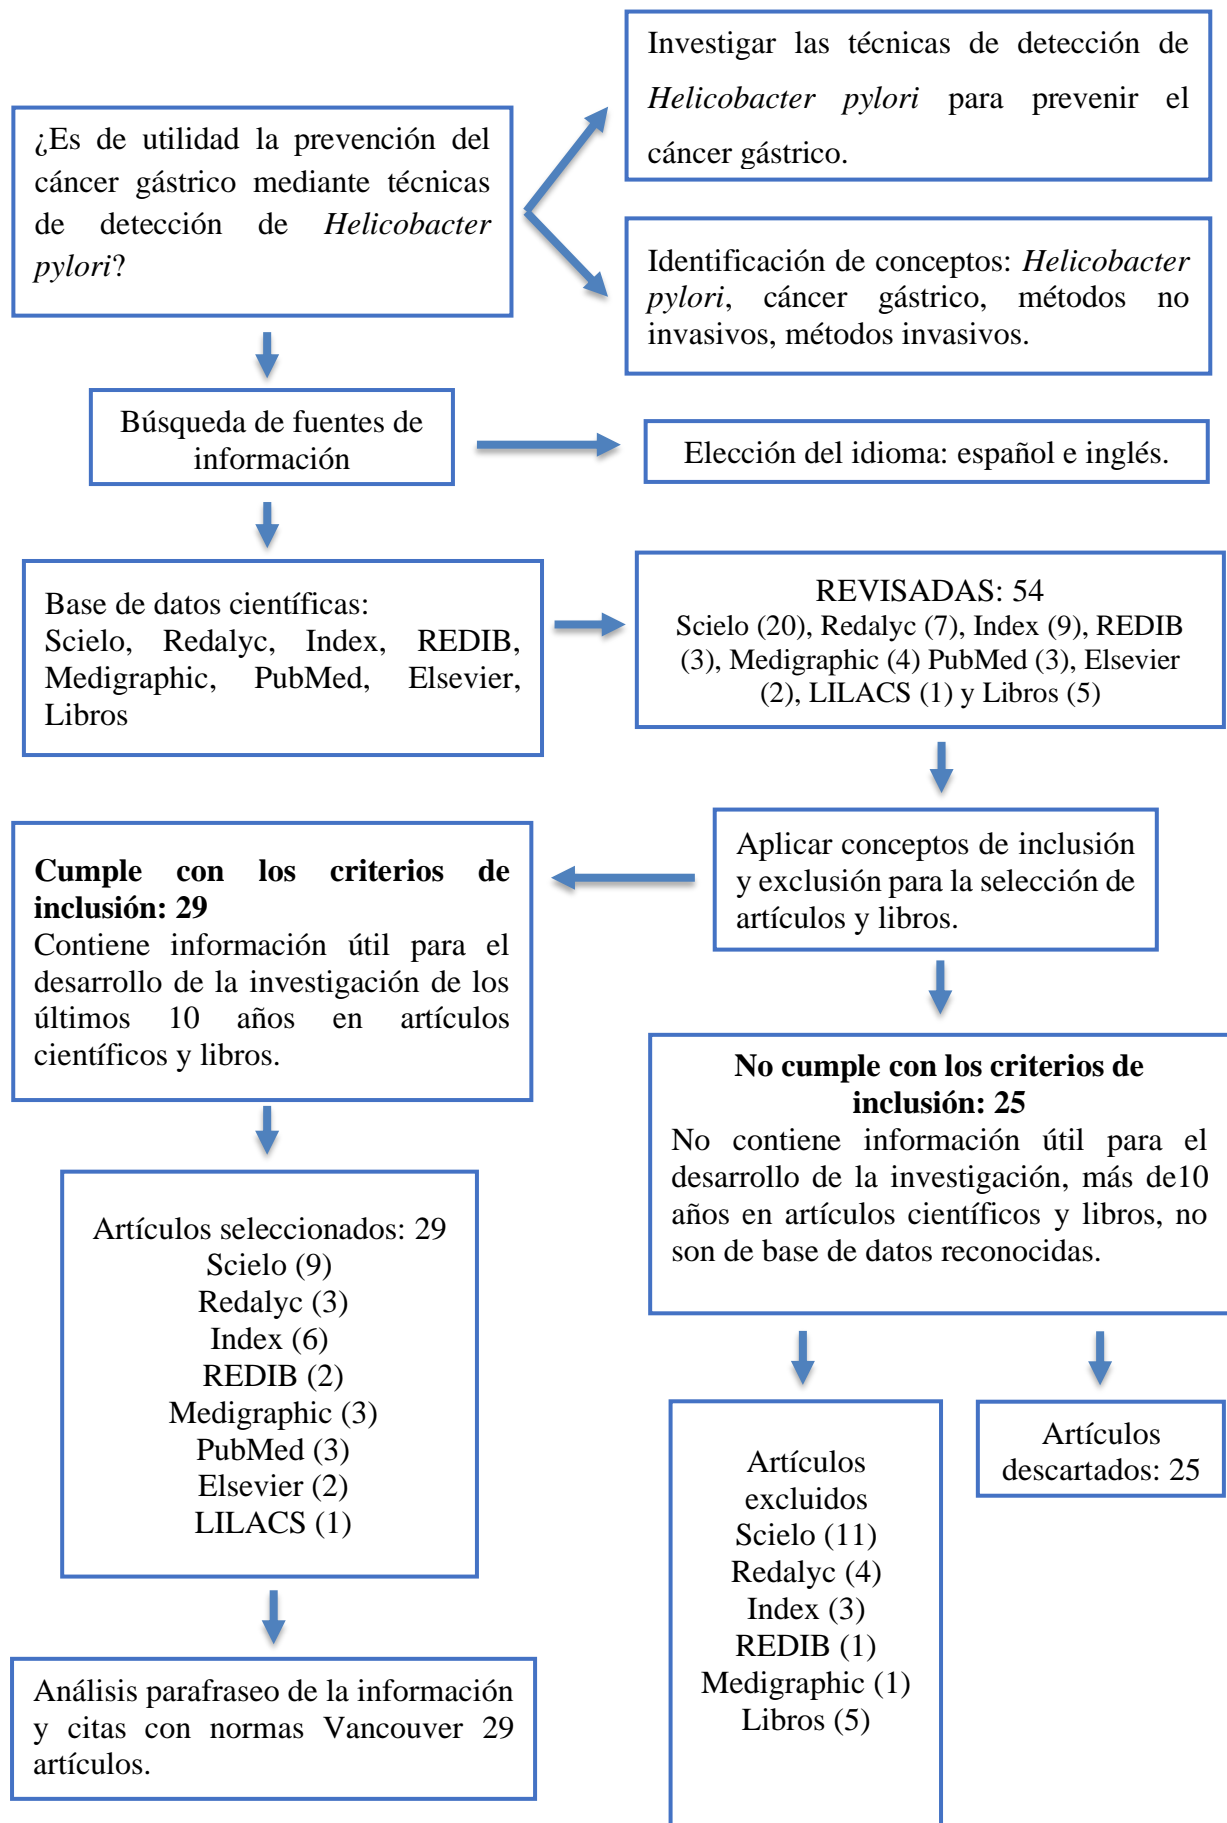 ¿Es de utilidad la prevención del
cáncer gástrico mediante técnicas
de detección de Helicobacter
pylori?
Investigar las técnicas de detección de
Helicobacter pylori para prevenir el
cáncer gástrico.
Identificación de conceptos: Helicobacter
pylori, cáncer gástrico, métodos no
invasivos, métodos invasivos.
Búsqueda de fuentes de
información
Elección del idioma: español e inglés.
Base de datos científicas:
Scielo, Redalyc, Index, REDIB,
Medigraphic, PubMed, Elsevier,
Libros
REVISADAS: 54
Scielo (20), Redalyc (7), Index (9), REDIB
(3), Medigraphic (4) PubMed (3), Elsevier
(2), LILACS (1) y Libros (5)
Aplicar conceptos de inclusión
y exclusión para la selección de
artículos y libros.
Cumple con los criterios de
inclusión: 29
Contiene información útil para el
desarrollo de la investigación de los
últimos 10 años en artículos
científicos y libros.
No cumple con los criterios de
inclusión: 25
No contiene información útil para el
desarrollo de la investigación, más de10
años en artículos científicos y libros, no
son de base de datos reconocidas.
Artículos seleccionados: 29
Scielo (9)
Redalyc (3)
Index (6)
REDIB (2)
Medigraphic (3)
PubMed (3)
Elsevier (2)
LILACS (1)
Artículos
excluidos
Scielo (11)
Redalyc (4)
Index (3)
REDIB (1)
Medigraphic (1)
Libros (5)
Artículos
descartados: 25
Análisis parafraseo de la información
y citas con normas Vancouver 29
artículos.